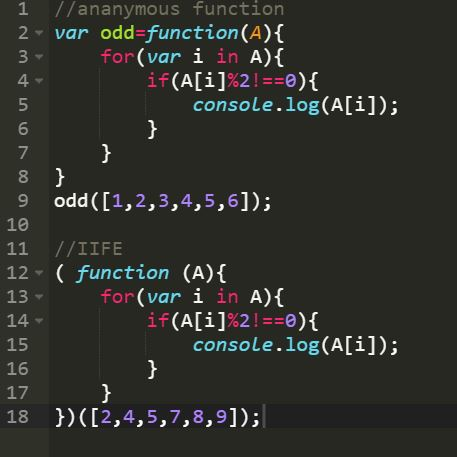 1 //ananymous function
2 var odd=function(A){
3     for(var i in A){
4         if(A[i]%2!==0){
5             console.log(A[i]);
6         }
7     }
8 }
9 odd([1,2,3,4,5,6]);
10
11 //IIFE
12 ( function (A){
13     for(var i in A){
14         if(A[i]%2!==0){
15             console.log(A[i]);
16         }
17     }
18 })([2,4,5,7,8,9]);